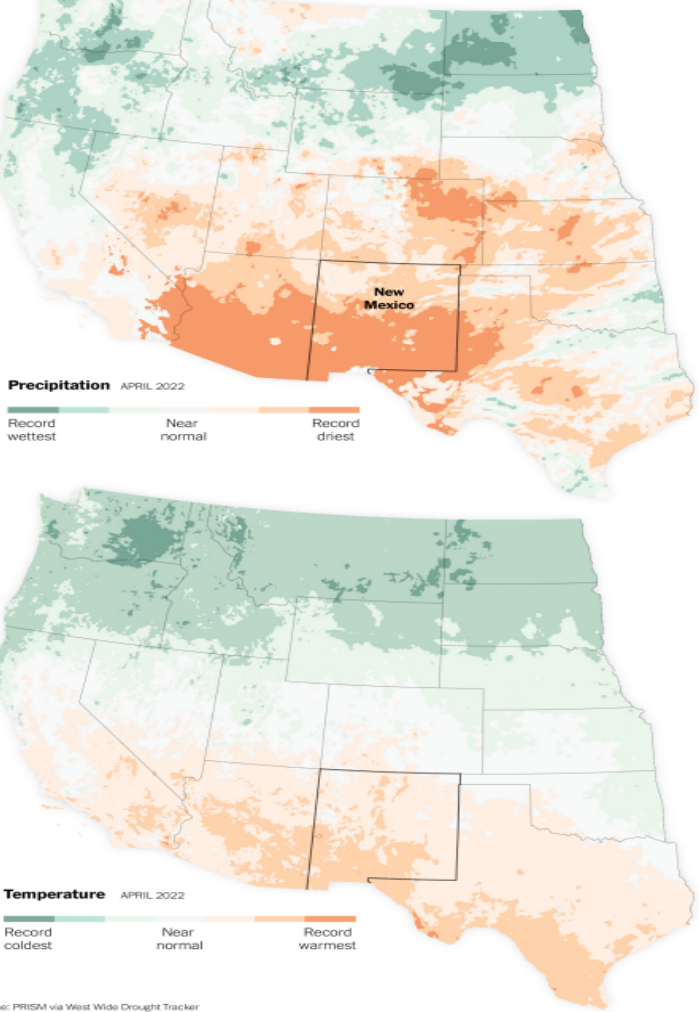 New
Mexico
Precipitation APRIL 2022
Record wettest
Near normal
Record driest
Temperature APRIL 2022
Record coldest
Near normal
Record warmest
e: PRISM via West Wide Drought Tracker